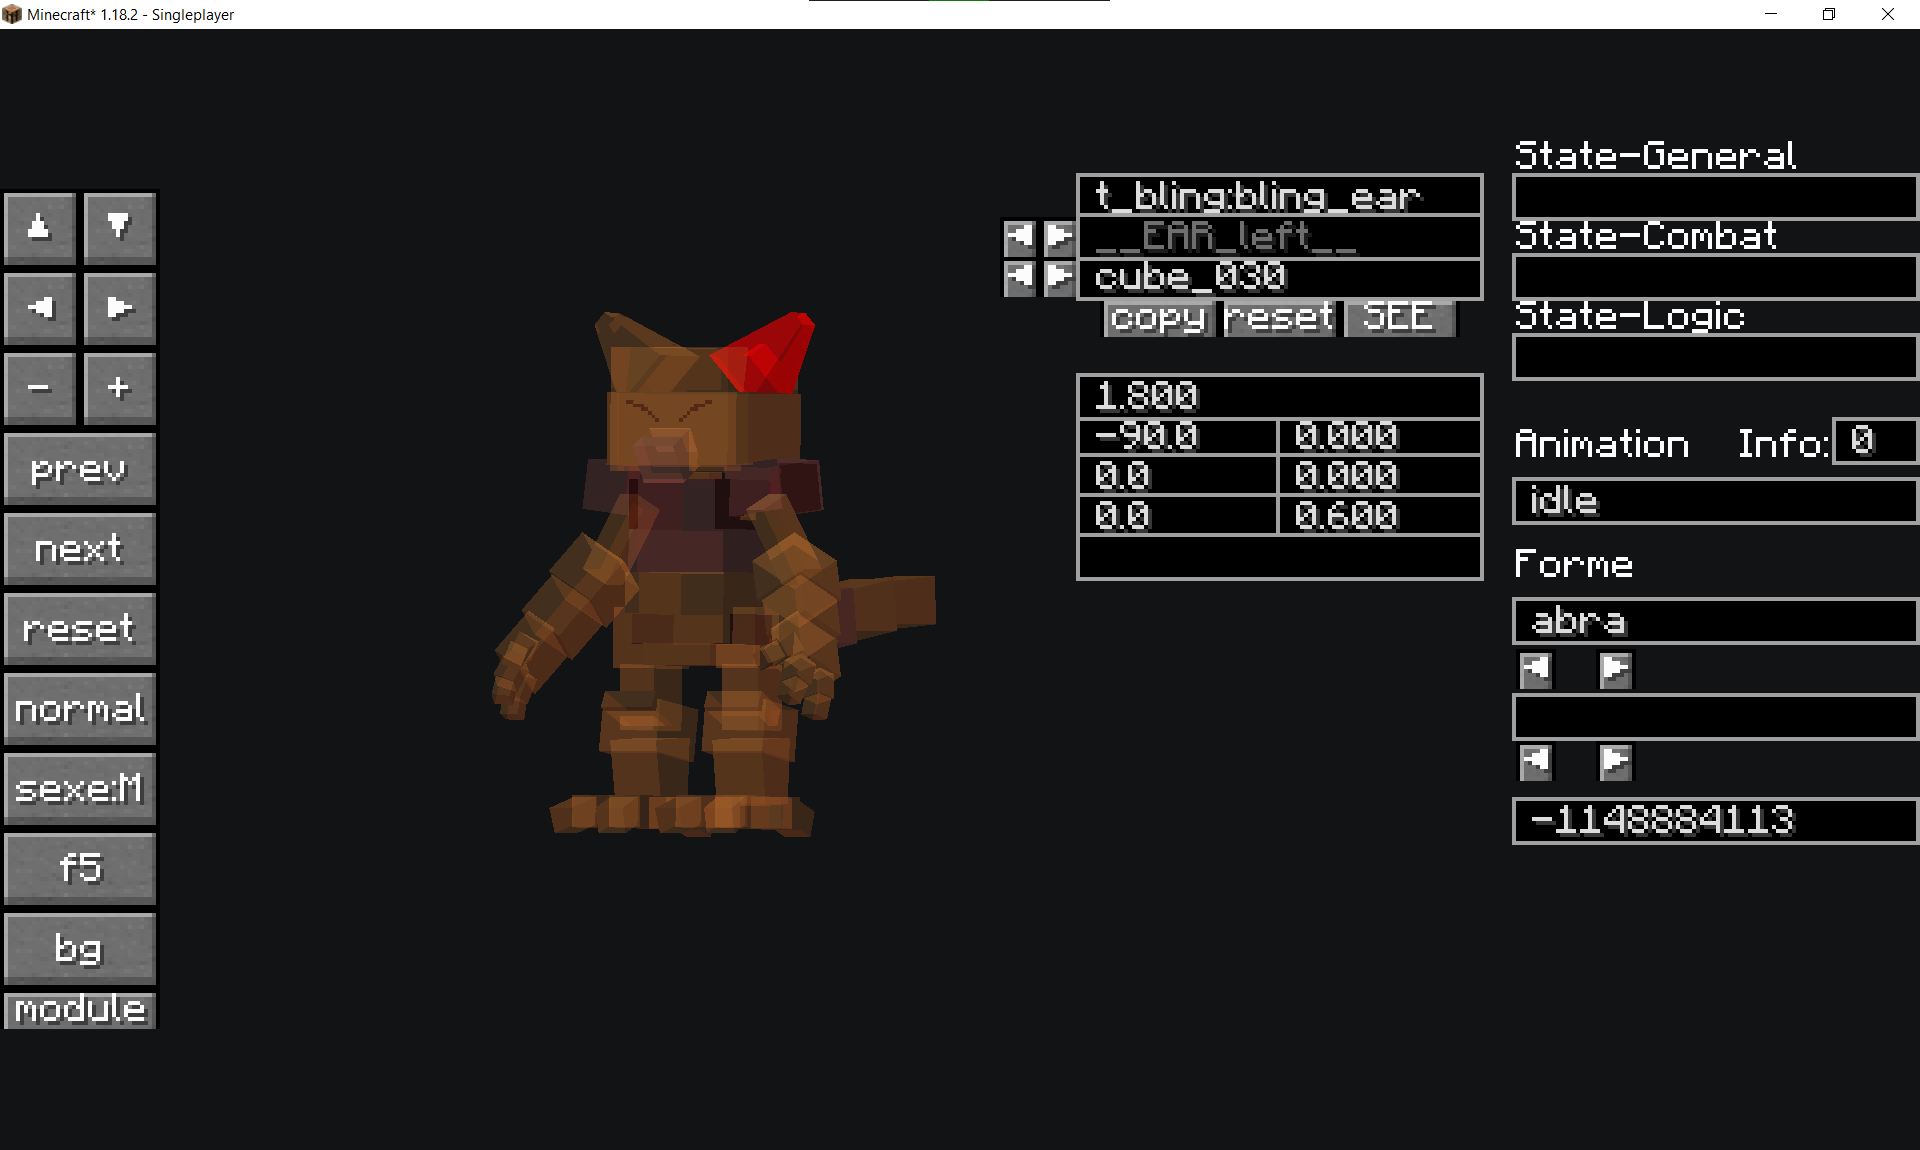 Minecraft* 1.18.2 - Singleplayer
prev
next
reset
normal
sexe:M
f5
bg
module
t_bling:bling_ear
__EAR_left__
cube_030
copy reset SEE
1.800
-90.0 0.000
0.0 0.000
0.0 0.600
State-General
State-Combat
State-Logic
Animation Info: 0
idle
Forme
abra
-1148884113